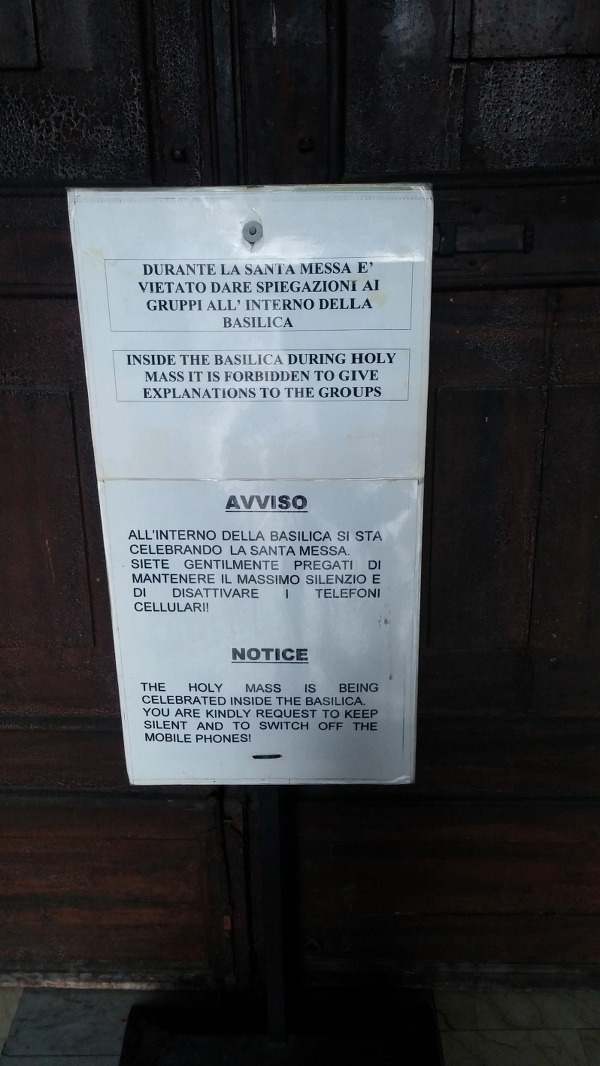 DURANTE LA SANTA MESSA E'
VIETATO DARE SPIEGAZIONI AI
GRUPPI ALL' INTERNO DELLA
BASILICA
INSIDE THE BASILICA DURING HOLY
MASS IT IS FORBIDDEN TO GIVE
EXPLANATIONS TO THE GROUPS
AVVISO
ALL'INTERNO DELLA BASILICA SI STA
CELEBRANDO LA SANTA MESSA.
SIETE GENTILMENTE PREGATI DI
MANTENERE IL MASSIMO SILENZIO E
DI DISATTIVARE I TELEFONI
CELLULARI!
NOTICE
THE HOLY MASS IS BEING
CELEBRATED INSIDE THE BASILICA.
YOU ARE KINDLY REQUEST TO KEEP
SILENT AND TO SWITCH OFF THE
MOBILE PHONES!